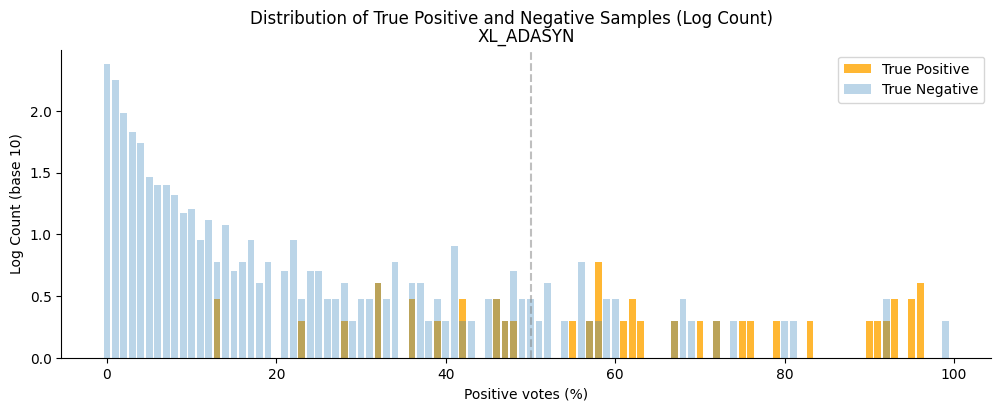 Distribution of True Positive and Negative Samples (Log Count)
XL_ADASYN
True Positive
True Negative
Log Count (base 10)
2.0
1.5
1.0
0.5
0.0
0 20 40 60 80 100
Positive votes (%)